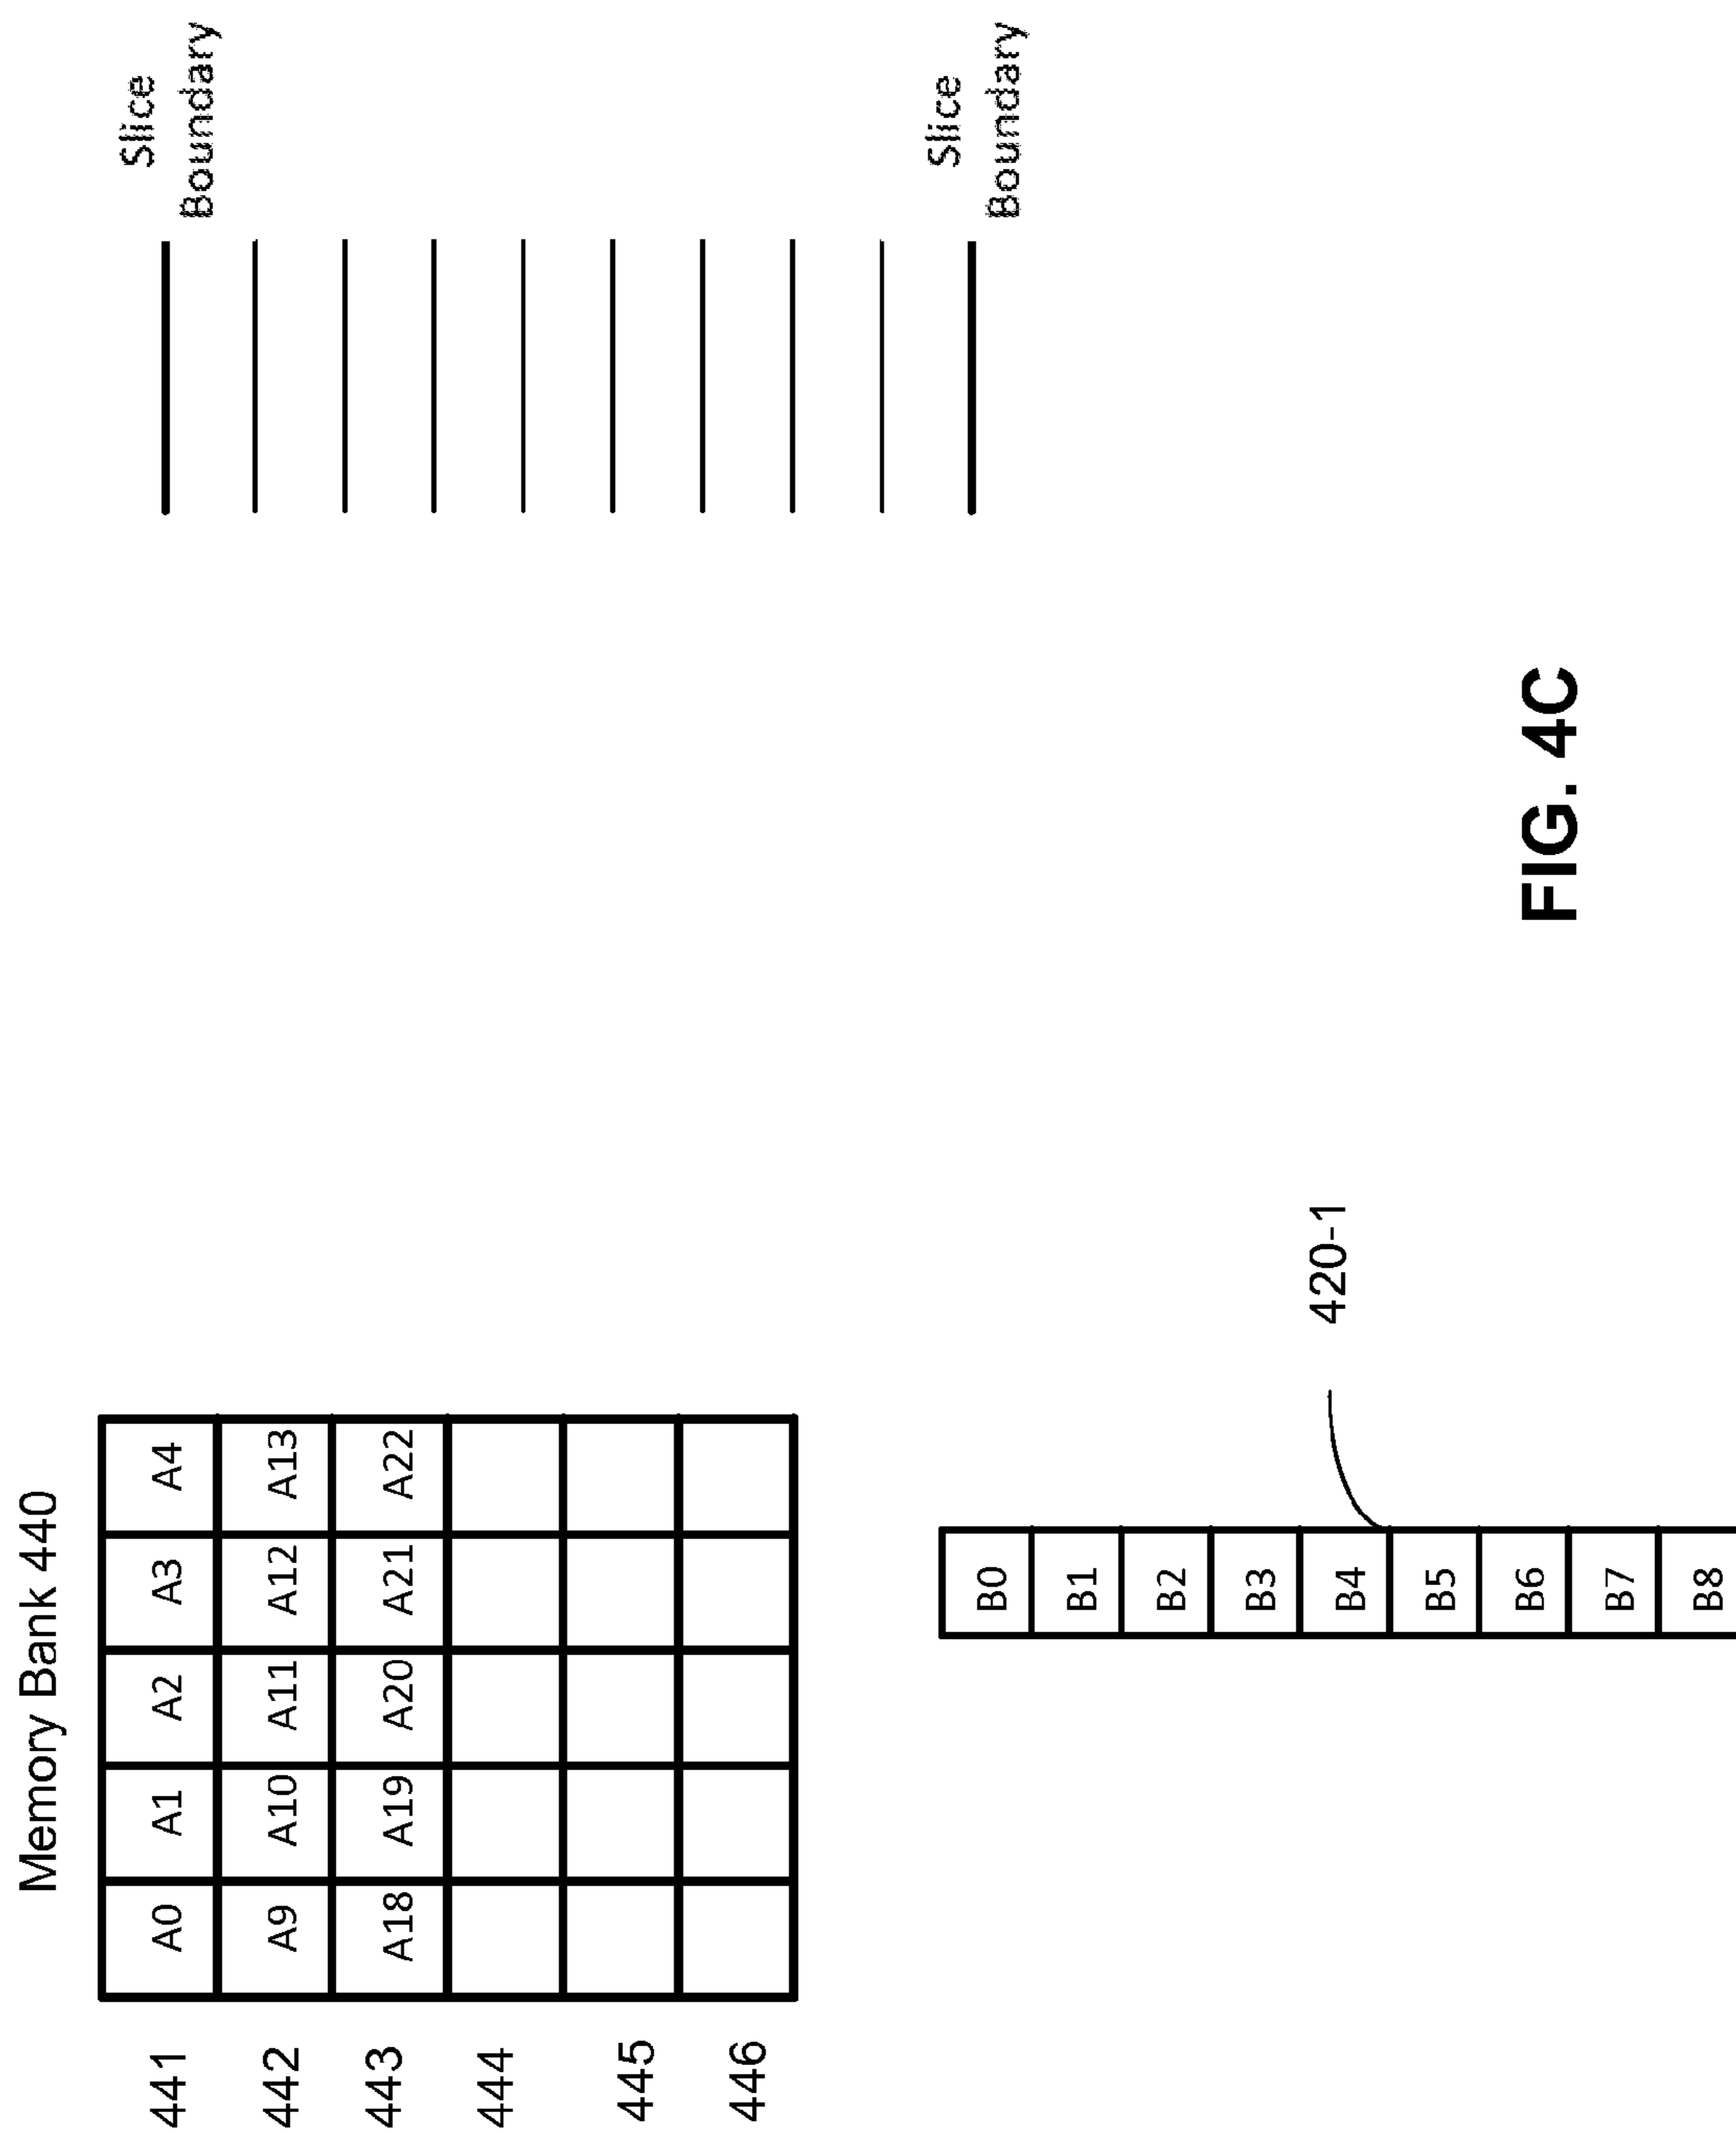 Memory Bank 440
441 A0 A1 A2 A3 A4
442 A9 A10 A11 A12 A13
443 A18 A19 A20 A21 A22
444
445
446
Slice
Boundary
Slice
Boundary
B0
B1
B2
B3
B4
B5
B6
B7
B8
420-1
FIG. 4C